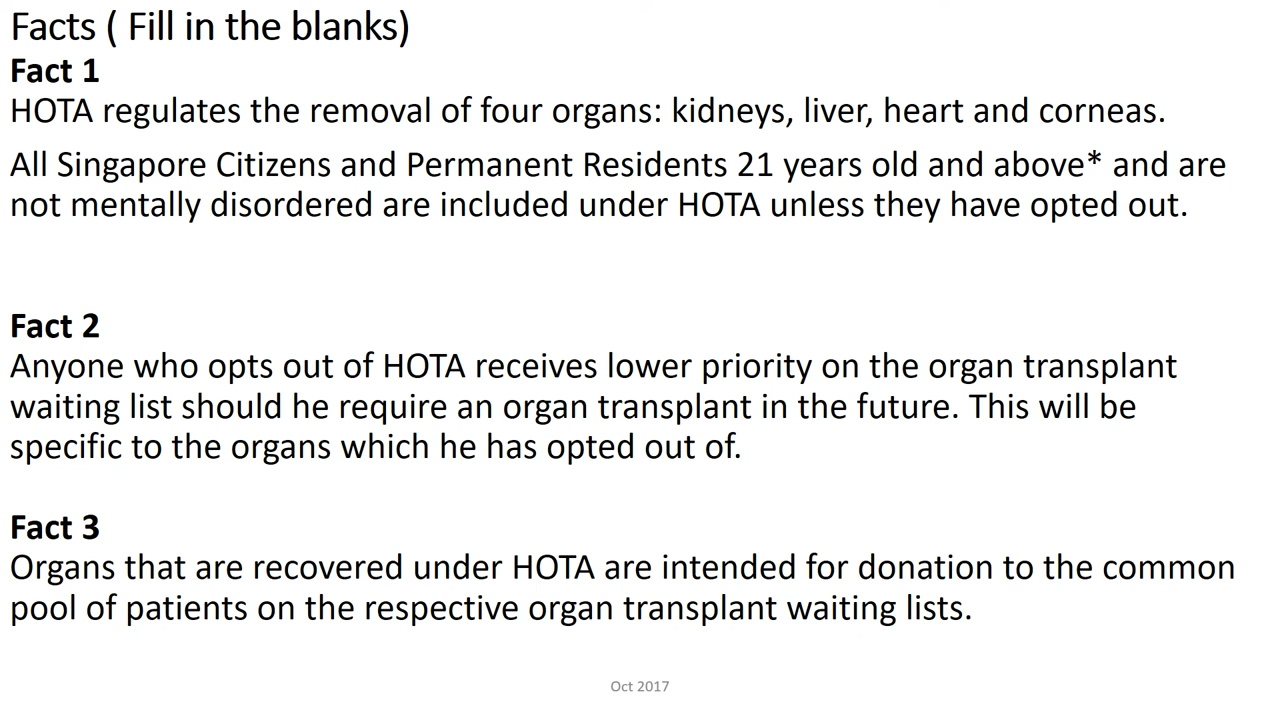 Facts ( Fill in the blanks)
Fact 1
HOTA regulates the removal of four organs: kidneys, liver, heart and corneas.
All Singapore Citizens and Permanent Residents 21 years old and above* and are
not mentally disordered are included under HOTA unless they have opted out.
Fact 2
Anyone who opts out of HOTA receives lower priority on the organ transplant
waiting list should he require an organ transplant in the future. This will be
specific to the organs which he has opted out of.
Fact 3
Organs that are recovered under HOTA are intended for donation to the common
pool of patients on the respective organ transplant waiting lists.
Oct 2017